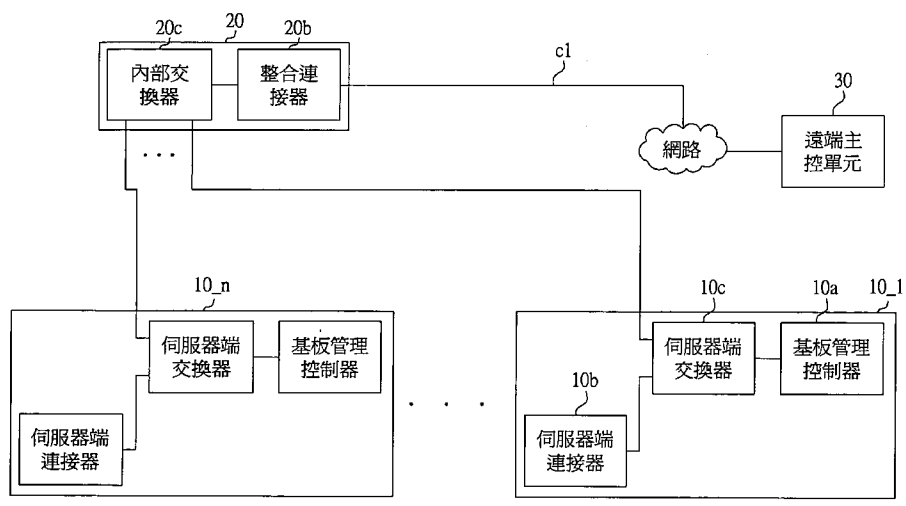 20c
20
20b
內部交
換器
整合連
接器
c1
30
網路
遠端主
控單元
10_n
伺服器端
交換器
基板管理
控制器
伺服器端
連接器
10c
10a
10_1
伺服器端
交換器
基板管理
控制器
10b
伺服器端
連接器